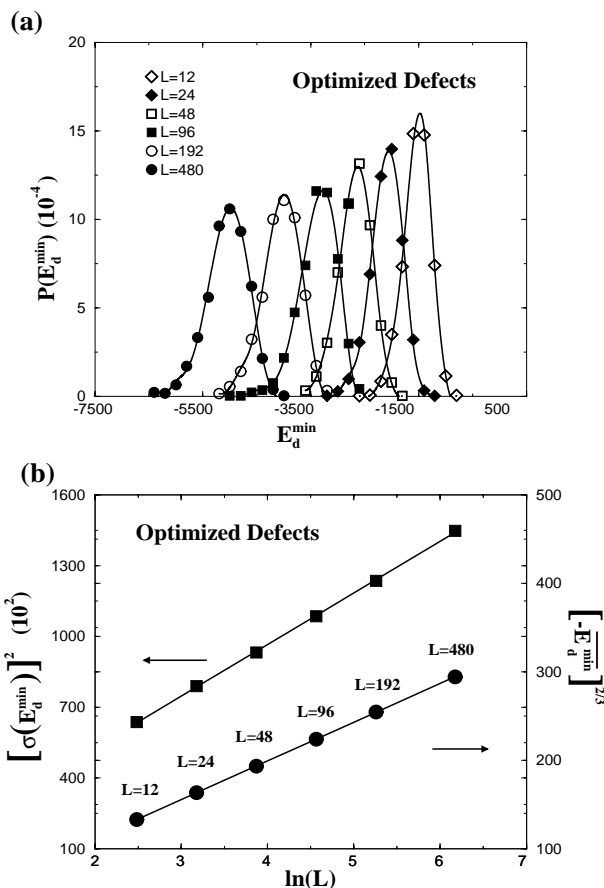 (a)
20
15
10
5
0
P(E_d^min) (10^-4)
L=12
L=24
L=48
L=96
L=192
L=480
Optimized Defects
-7500 -5500 -3500 -1500 500
E_d^min
(b)
1600
1300
1000
700
400
100
[σ(E_d^min)]^2 (10^2)
Optimized Defects
L=12
L=24
L=48
L=96
L=192
L=480
500
400
300
200
100
[-E_d^min]^2/3
2 3 4 5 6 7
ln(L)